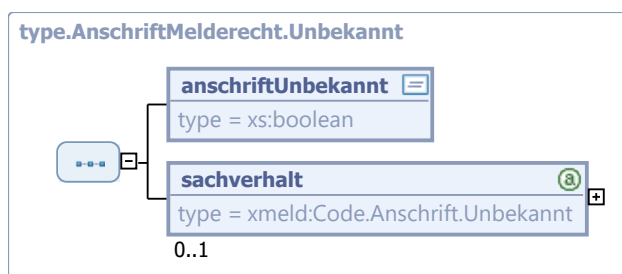 type.AnschriftMelderecht.Unbekannt
anschriftUnbekannt
type = xs:boolean
sachverhalt
type = xmeld:Code.Anschrift.Unbekannt
0..1